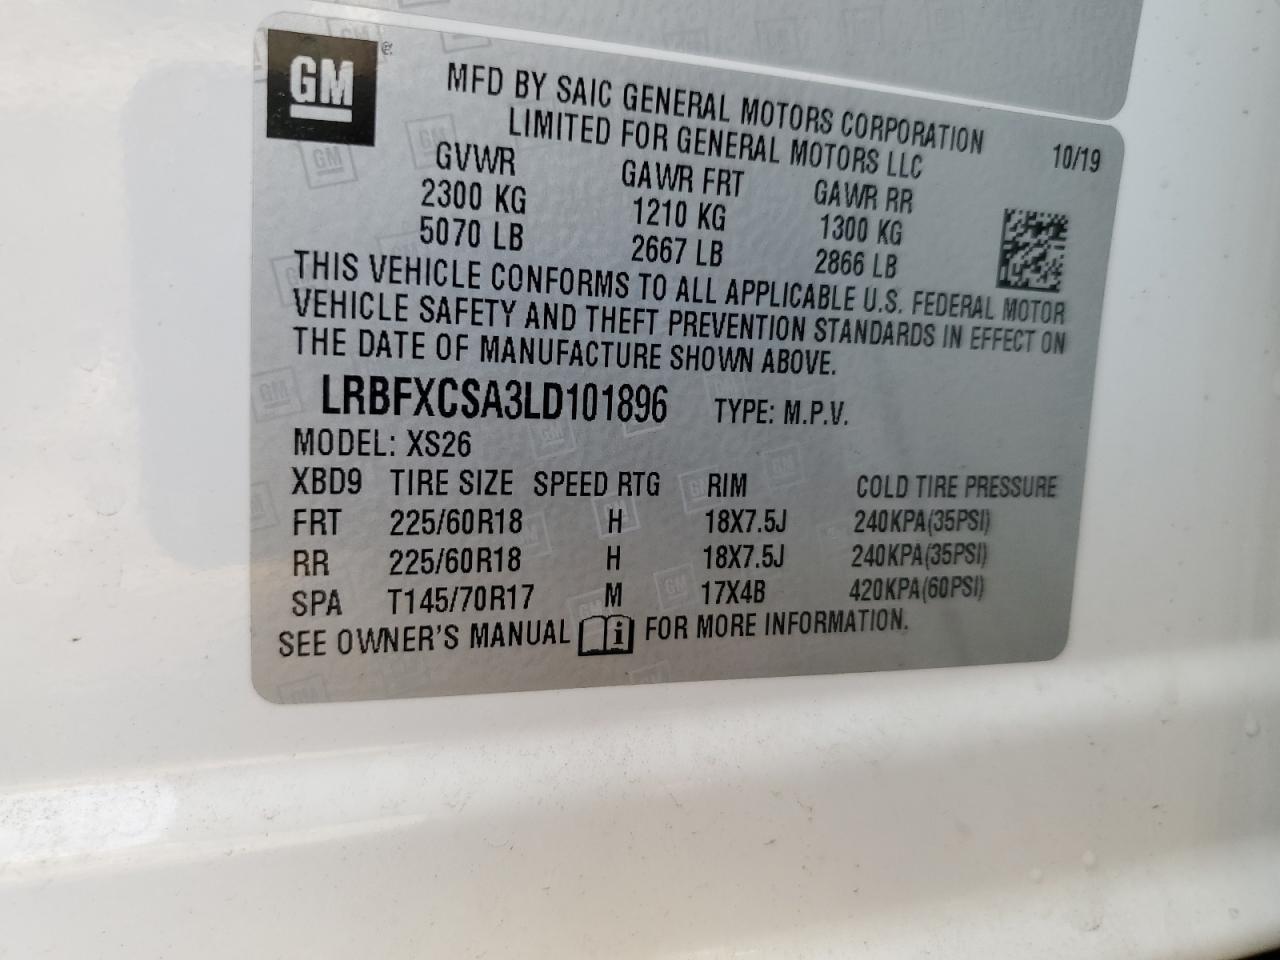 GM
MFD BY SAIC GENERAL MOTORS CORPORATION
LIMITED FOR GENERAL MOTORS LLC
10/19
GVWR GAWR FRT GAWR RR
2300 KG 1210 KG 1300 KG
5070 LB 2667 LB 2866 LB
THIS VEHICLE CONFORMS TO ALL APPLICABLE U.S. FEDERAL MOTOR
VEHICLE SAFETY AND THEFT PREVENTION STANDARDS IN EFFECT ON
THE DATE OF MANUFACTURE SHOWN ABOVE.
LRBFXCSA3LD101896 TYPE: M.P.V.
MODEL: XS26
XBD9 TIRE SIZE SPEED RTG RIM COLD TIRE PRESSURE
FRT 225/60R18 H 18X7.5J 240KPA(35PSI)
RR 225/60R18 H 18X7.5J 240KPA(35PSI)
SPA T145/70R17 M 17X4B 420KPA(60PSI)
SEE OWNER'S MANUAL i FOR MORE INFORMATION.